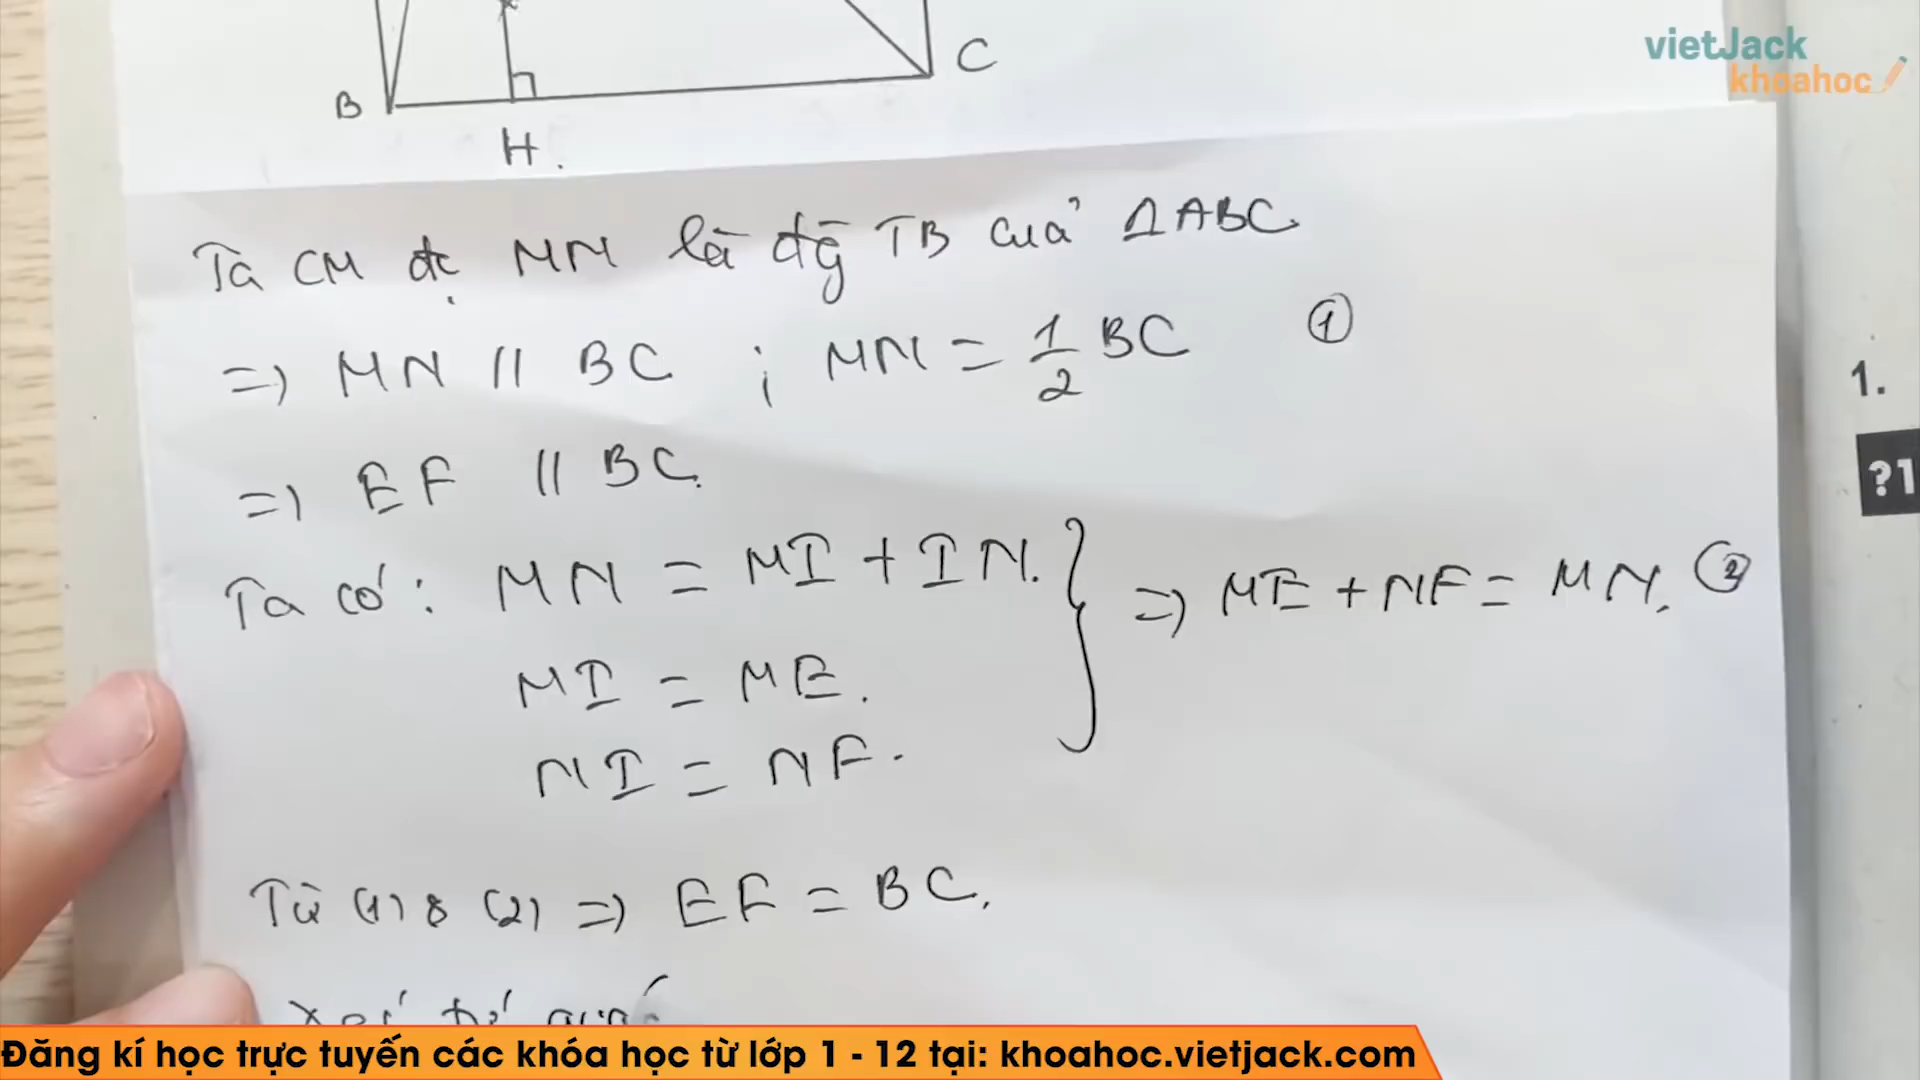 vietJack
khoahoc
C
B
H.
Ta CM đc MN là đg TB của ΔABC
=> MN // BC ; MN = 1/2 BC ①
=> EF // BC.
Ta có: MN = MI + IN. } => ME + NF = MN. ②
MI = ME.
NI = NF.
Từ (1) & (2) => EF = BC.
1.
?1
Đăng kí học trực tuyến các khóa học từ lớp 1 - 12 tại: khoahoc.vietjack.com